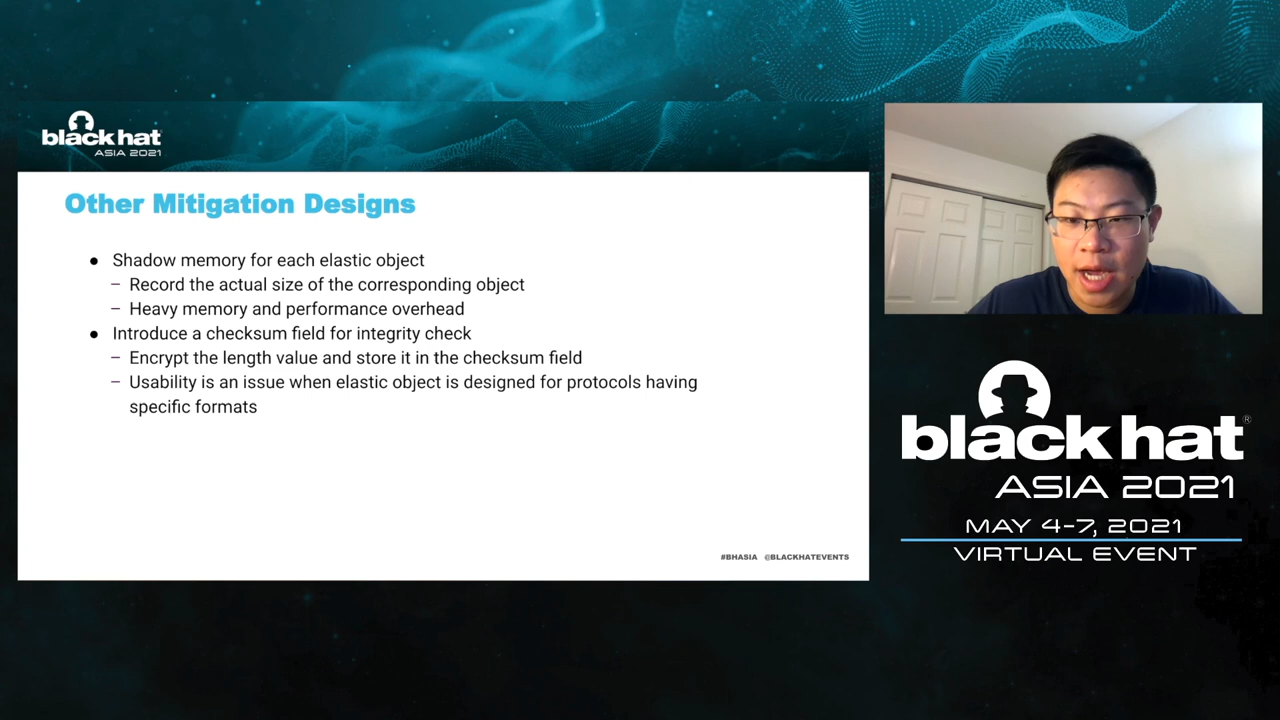 black hat
ASIA 2021
Other Mitigation Designs
● Shadow memory for each elastic object
– Record the actual size of the corresponding object
– Heavy memory and performance overhead
● Introduce a checksum field for integrity check
– Encrypt the length value and store it in the checksum field
– Usability is an issue when elastic object is designed for protocols having
specific formats
#BHASIA @BLACKHATEVENTS
black hat®
ASIA 2021
MAY 4-7, 2021
VIRTUAL EVENT